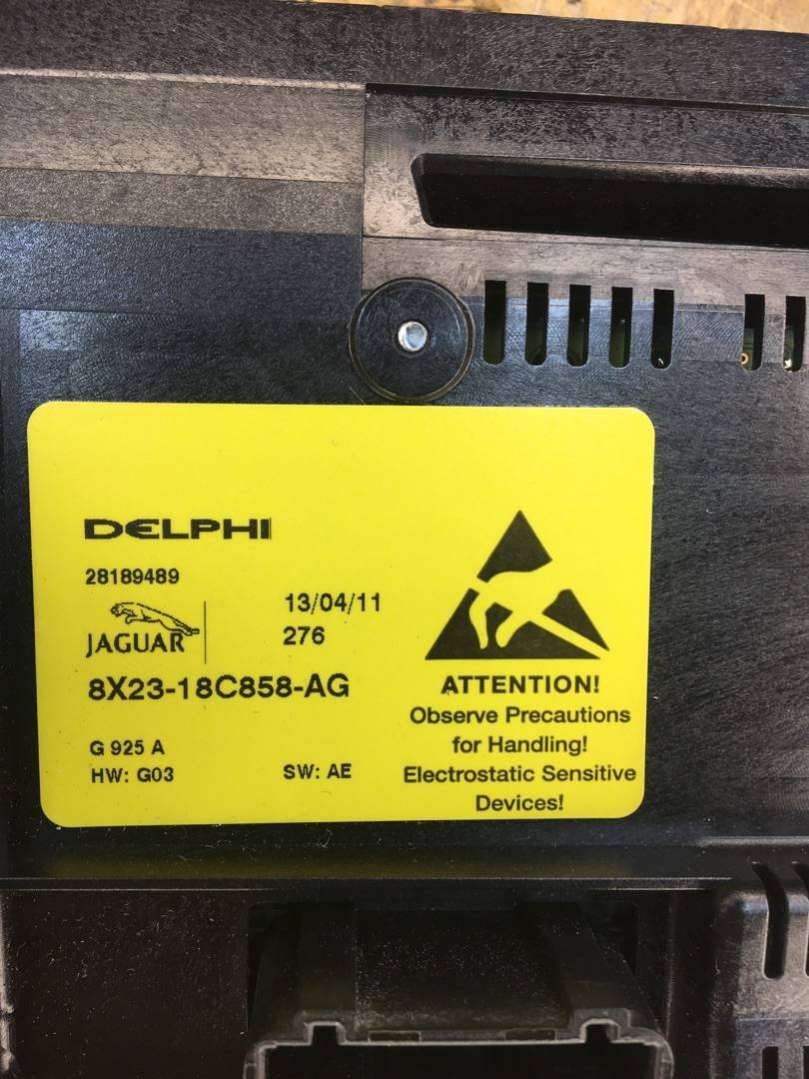 DELPHI
28189489
JAGUAR
13/04/11
276
8X23-18C858-AG
G 925 A
HW: G03
SW: AE
ATTENTION!
Observe Precautions
for Handling!
Electrostatic Sensitive
Devices!